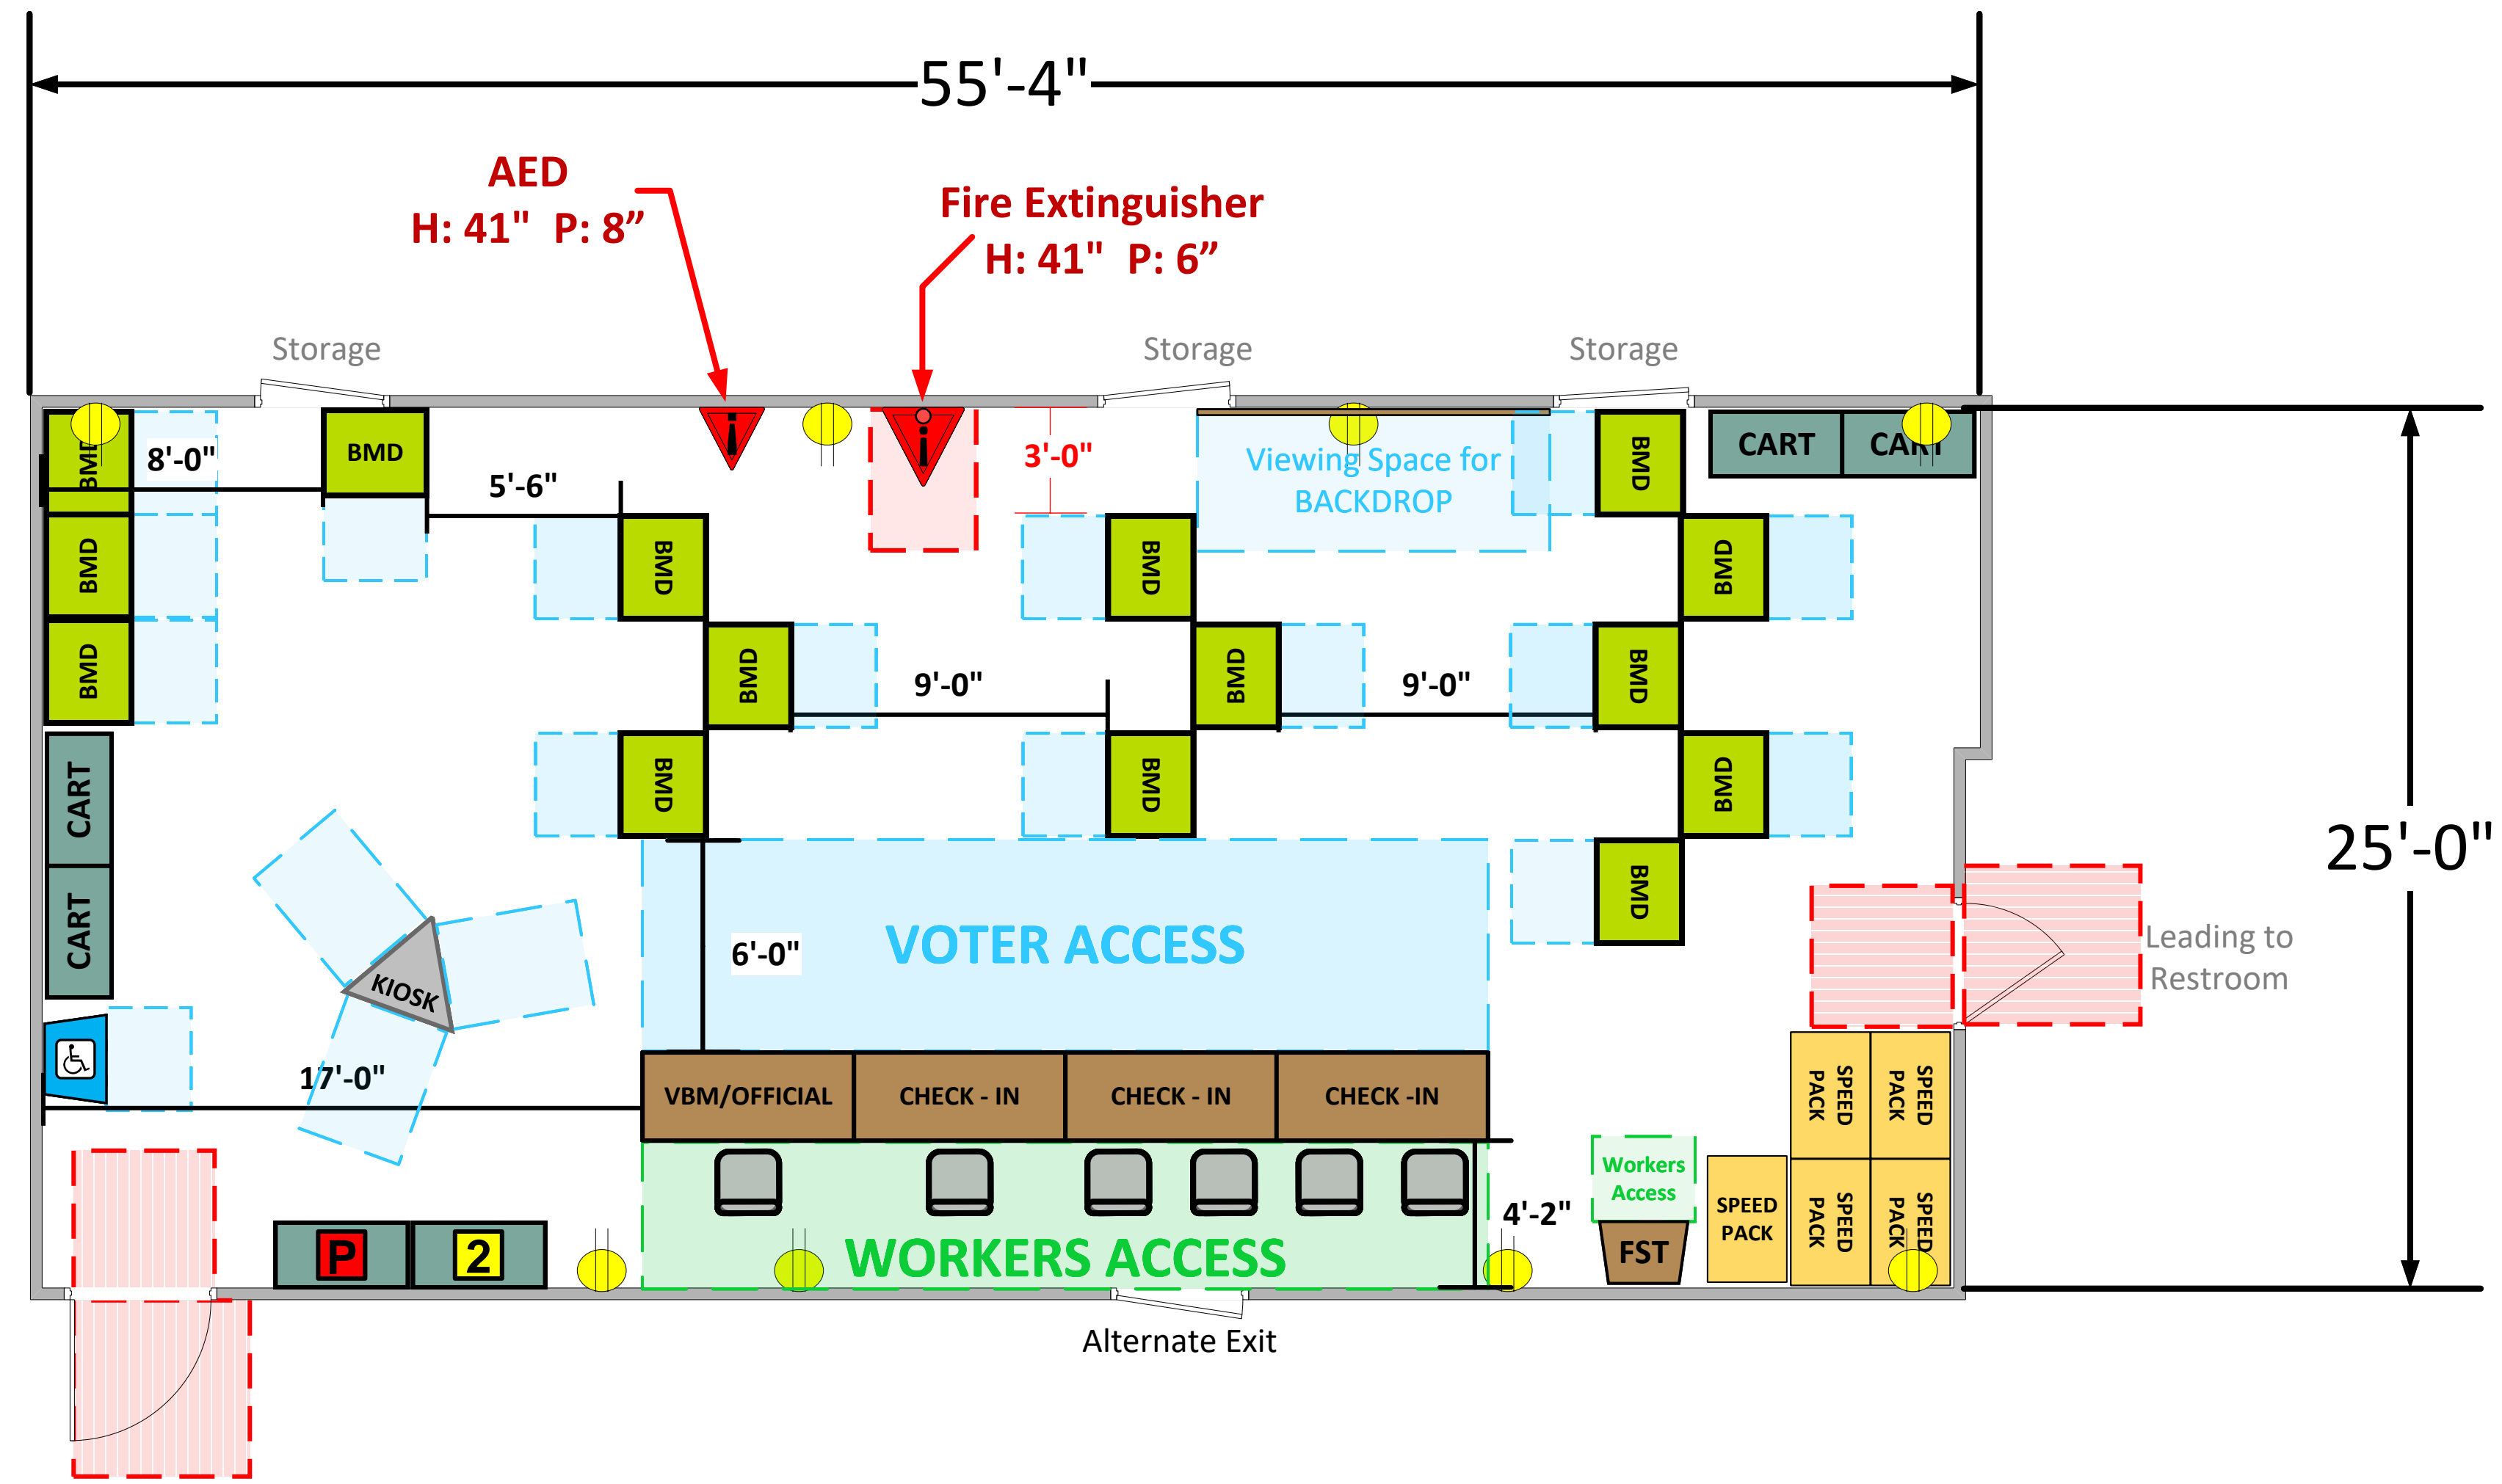 55'-4"
AED
H: 41"  P: 8”
Fire Extinguisher
H: 41"  P: 6”
Storage
Storage
Storage
BMD
8'-0"
BMD
5'-6"
3'-0"
Viewing Space for
BACKDROP
BMD
CART
CART
BMD
BMD
BMD
BMD
BMD
BMD
BMD
9'-0"
9'-0"
BMD
BMD
BMD
BMD
BMD
CART
CART
25'-0"
VOTER ACCESS
6'-0"
BMD
KIOSK
Leading to
Restroom
17'-0"
VBM/OFFICIAL
CHECK - IN
CHECK - IN
CHECK -IN
SPEED
PACK
SPEED
PACK
Workers
Access
SPEED
PACK
SPEED
PACK
SPEED
PACK
4'-2"
FST
P
2
WORKERS ACCESS
Alternate Exit